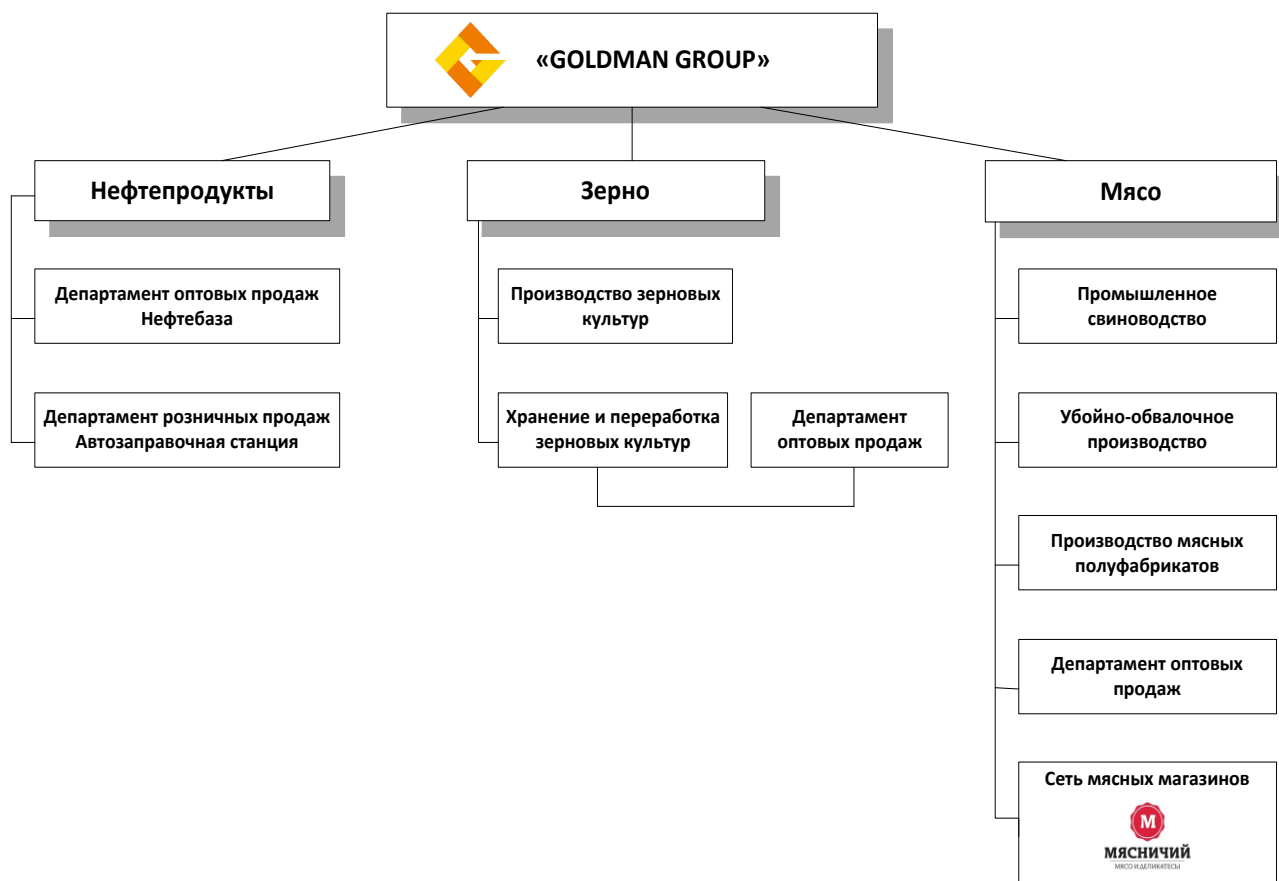 «GOLDMAN GROUP»
Нефтепродукты
Департамент оптовых продаж
Нефтебаза
Департамент розничных продаж
Автозаправочная станция
Зерно
Производство зерновых
культур
Хранение и переработка
зерновых культур
Департамент
оптовых продаж
Мясо
Промышленное
свиноводство
Убойно-обвалочное
производство
Производство мясных
полуфабрикатов
Департамент оптовых
продаж
Сеть мясных магазинов
М
МЯСНИЧИЙ
МЯСО И ДЕЛИКАТЕСЫ